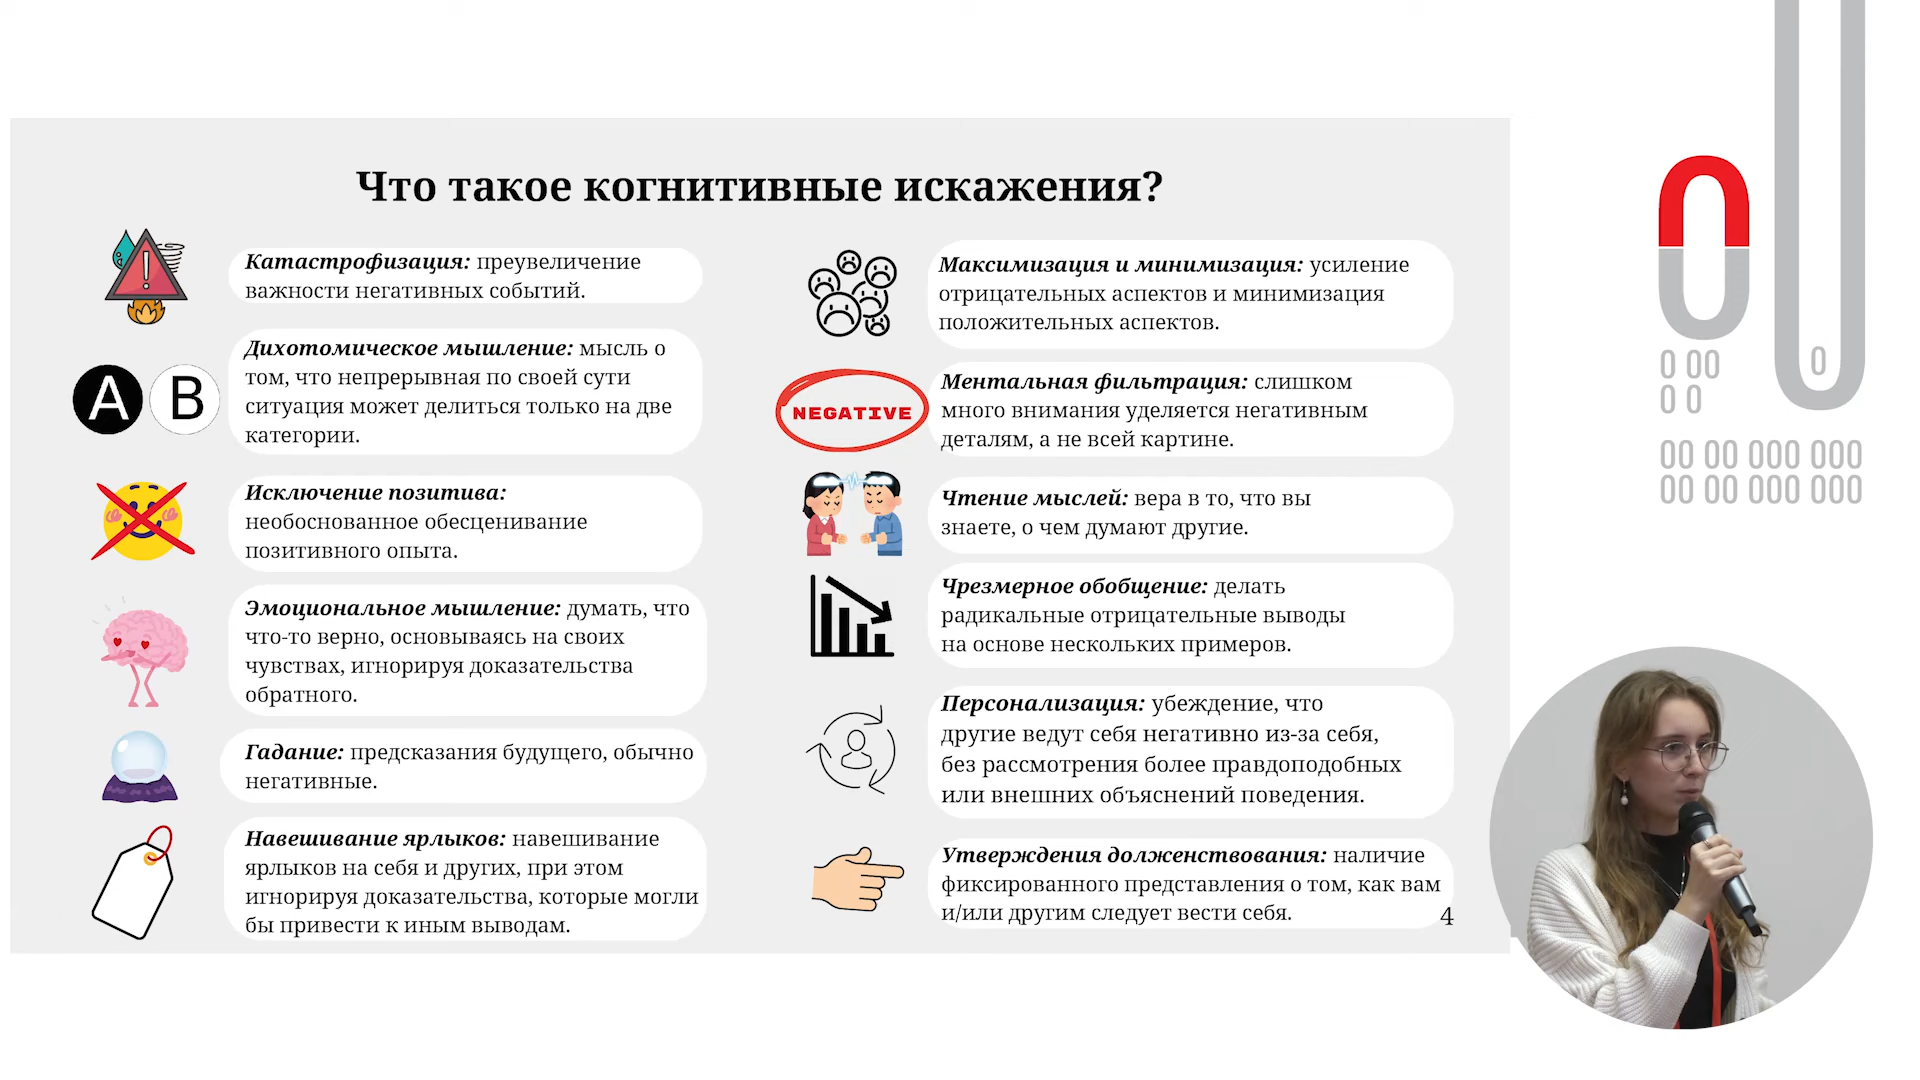 Что такое когнитивные искажения?
Катастрофизация: преувеличение
важности негативных событий.
A B
Дихотомическое мышление: мысль о
том, что непрерывная по своей сути
ситуация может делиться только на две
категории.
Исключение позитива:
необоснованное обесценивание
позитивного опыта.
Эмоциональное мышление: думать, что
что-то верно, основываясь на своих
чувствах, игнорируя доказательства
обратного.
Гадание: предсказания будущего, обычно
негативные.
Навешивание ярлыков: навешивание
ярлыков на себя и других, при этом
игнорируя доказательства, которые могли
бы привести к иным выводам.
Максимизация и минимизация: усиление
отрицательных аспектов и минимизация
положительных аспектов.
NEGATIVE
Ментальная фильтрация: слишком
много внимания уделяется негативным
деталям, а не всей картине.
Чтение мыслей: вера в то, что вы
знаете, о чем думают другие.
Чрезмерное обобщение: делать
радикальные отрицательные выводы
на основе нескольких примеров.
Персонализация: убеждение, что
другие ведут себя негативно из-за себя,
без рассмотрения более правдоподобных
или внешних объяснений поведения.
Утверждения долженствования: наличие
фиксированного представления о том, как вам
и/или другим следует вести себя.
4
0 00 0
0 0
00 00 000 000
00 00 000 000